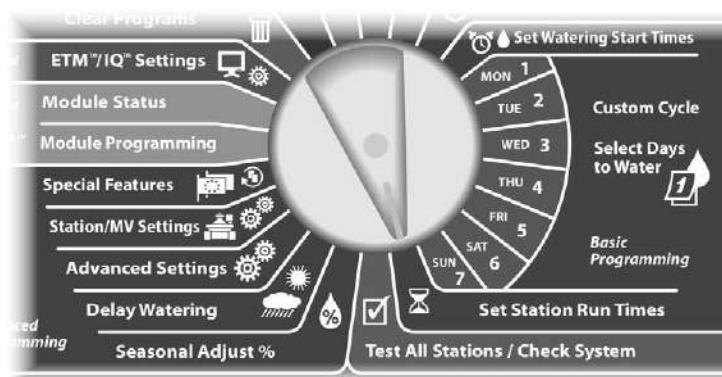 Clear Programs
ETM™/IQ™ Settings
Module Status
Module Programming
Special Features
Station/MV Settings
Advanced Settings
Delay Watering
Seasonal Adjust %
%
Set Watering Start Times
MON 1
TUE 2
WED 3
THU 4
FRI 5
SAT 6
SUN 7
Custom Cycle
Select Days
to Water
1
Basic
Programming
Set Station Run Times
Test All Stations / Check System